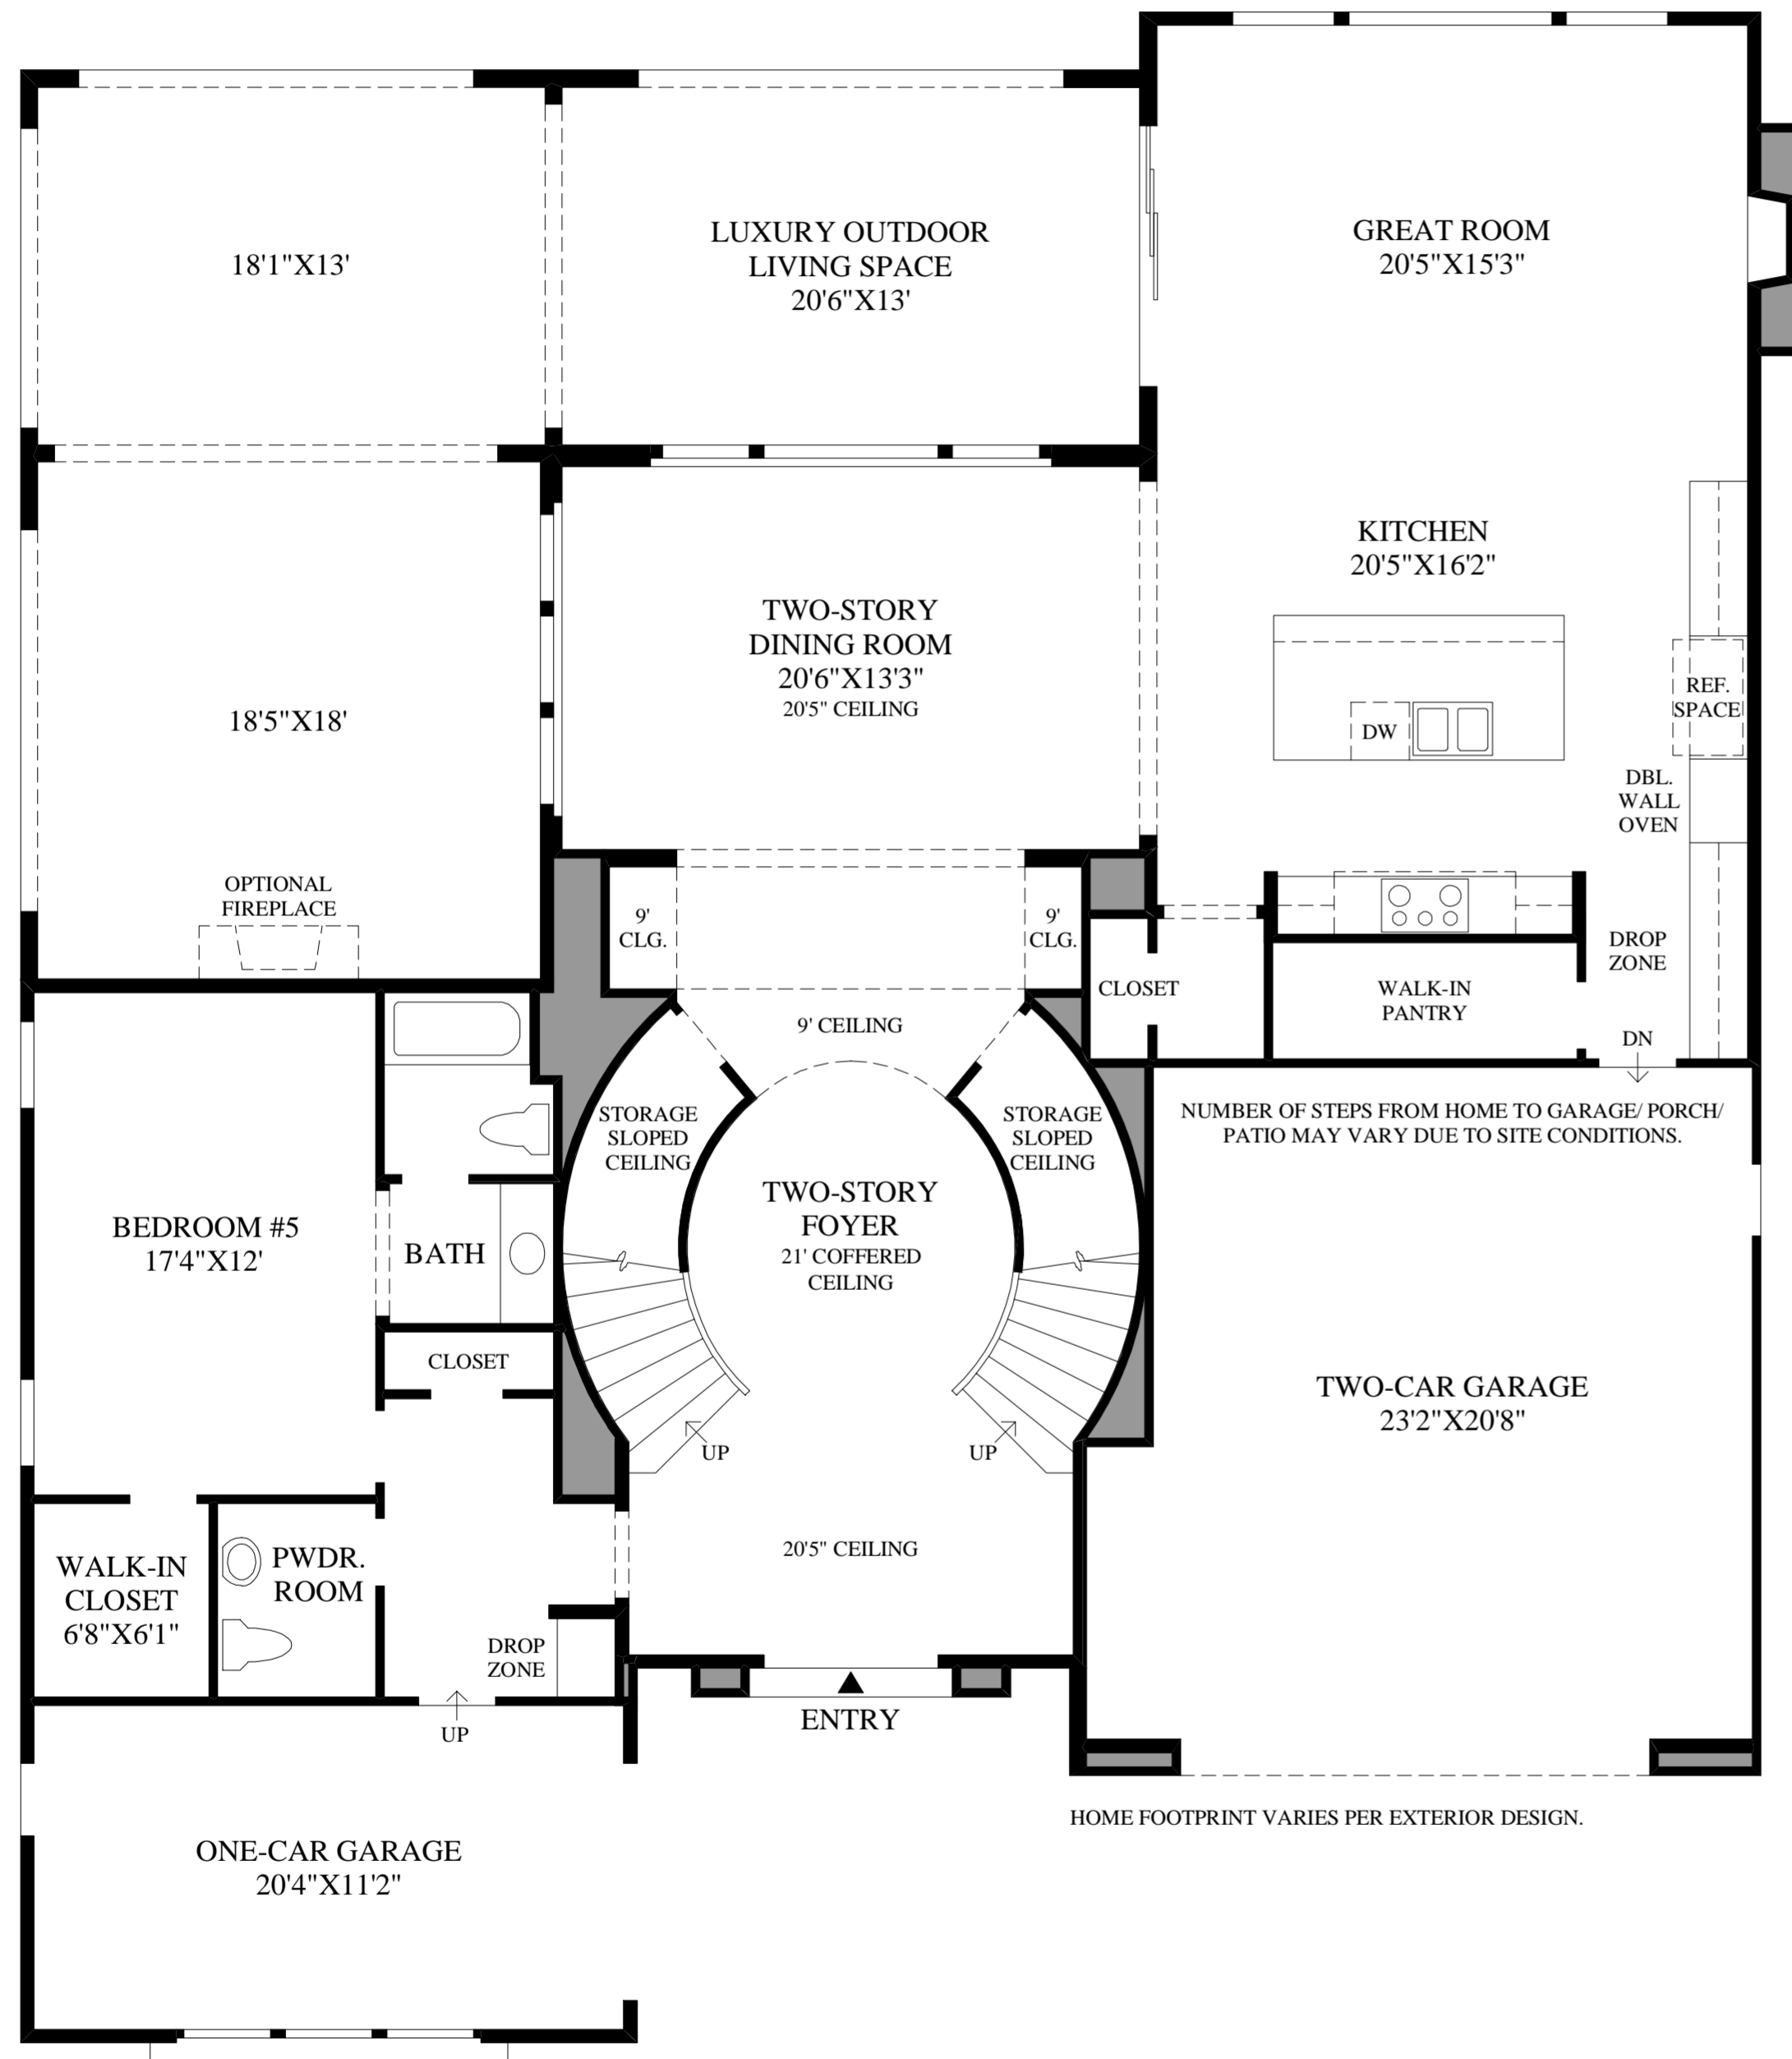 18'1"X13'
LUXURY OUTDOOR
LIVING SPACE
20'6"X13'
GREAT ROOM
20'5"X15'3"
18'5"X18'
OPTIONAL
FIREPLACE
TWO-STORY
DINING ROOM
20'6"X13'3"
20'5" CEILING
KITCHEN
20'5"X16'2"
DW
REF.
SPACE
DBL.
WALL
OVEN
9'
CLG.
9'
CLG.
9' CEILING
CLOSET
WALK-IN
PANTRY
DROP
ZONE
DN
NUMBER OF STEPS FROM HOME TO GARAGE/ PORCH/
PATIO MAY VARY DUE TO SITE CONDITIONS.
STORAGE
SLOPED
CEILING
STORAGE
SLOPED
CEILING
TWO-STORY
FOYER
21' COFFERED
CEILING
BEDROOM #5
17'4"X12'
BATH
CLOSET
UP
UP
TWO-CAR GARAGE
23'2"X20'8"
20'5" CEILING
WALK-IN
CLOSET
6'8"X6'1"
PWDR.
ROOM
DROP
ZONE
UP
ENTRY
HOME FOOTPRINT VARIES PER EXTERIOR DESIGN.
ONE-CAR GARAGE
20'4"X11'2"